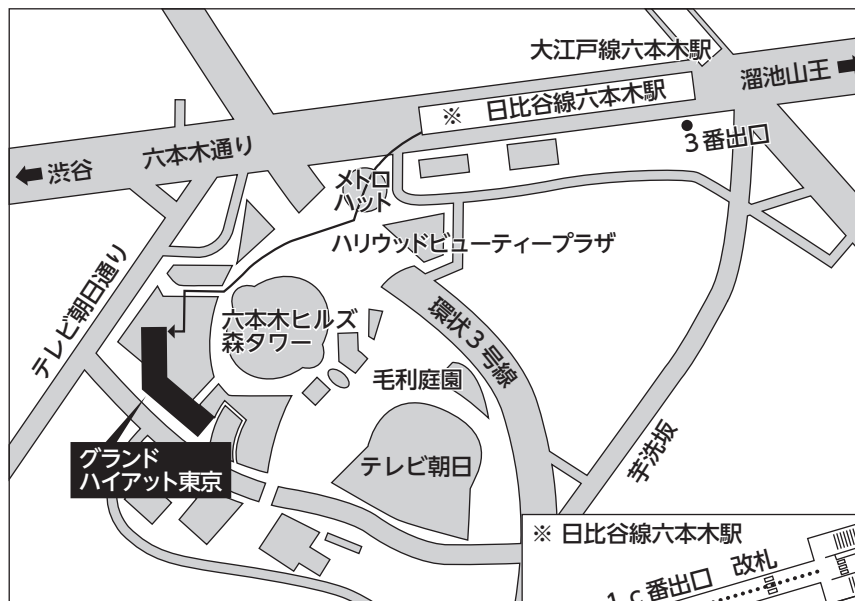 大江戸線六本木駅
溜池山王
※ 日比谷線六本木駅
3番出口
渋谷
六本木通り
メトロ
ハット
ハリウッドビューティープラザ
テレビ朝日通り
六本木ヒルズ
森タワー
環状3号線
毛利庭園
テレビ朝日
芋洗坂
グランド
ハイアット東京
※ 日比谷線六本木駅
1c番出口
改札